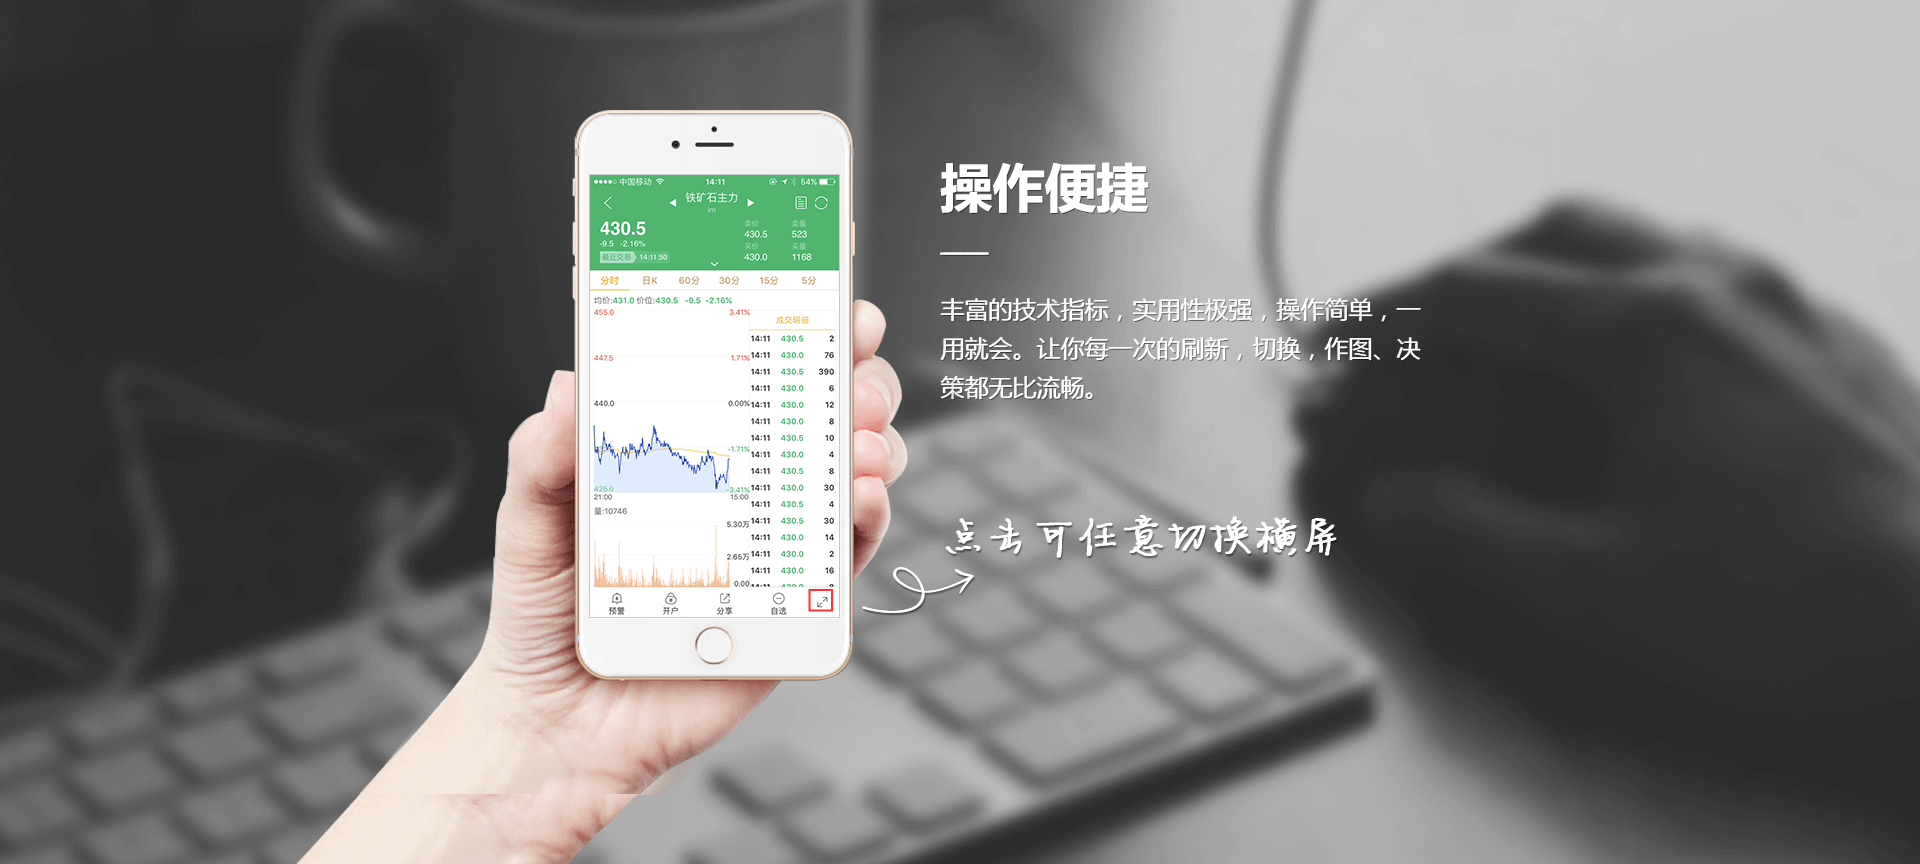 中国移动
14:11
54%
铁矿石主力
im
430.5
-9.5 -2.16%
最近交易 14:11:50
卖价 卖量
430.5 523
买价 买量
430.0 1168
分时 日K 60分 30分 15分 5分
均价:431.0 价位:430.5 -9.5 -2.16%
455.0 3.41%
447.5 1.71%
440.0 0.00%
-1.71%
425.0 -3.41%
21:00 15:00
量:10746
5.30万
2.65万
0.00
成交明细
14:11 430.5 2
14:11 430.0 76
14:11 430.5 390
14:11 430.0 6
14:11 430.0 12
14:11 430.0 8
14:11 430.5 10
14:11 430.0 4
14:11 430.5 8
14:11 430.0 30
14:11 430.5 4
14:11 430.5 30
14:11 430.0 14
14:11 430.0 2
14:11 430.0 16
预警 开户 分享 自选
操作便捷
丰富的技术指标，实用性极强，操作简单，一
用就会。让你每一次的刷新，切换，作图、决
策都无比流畅。
点击可任意切换横屏